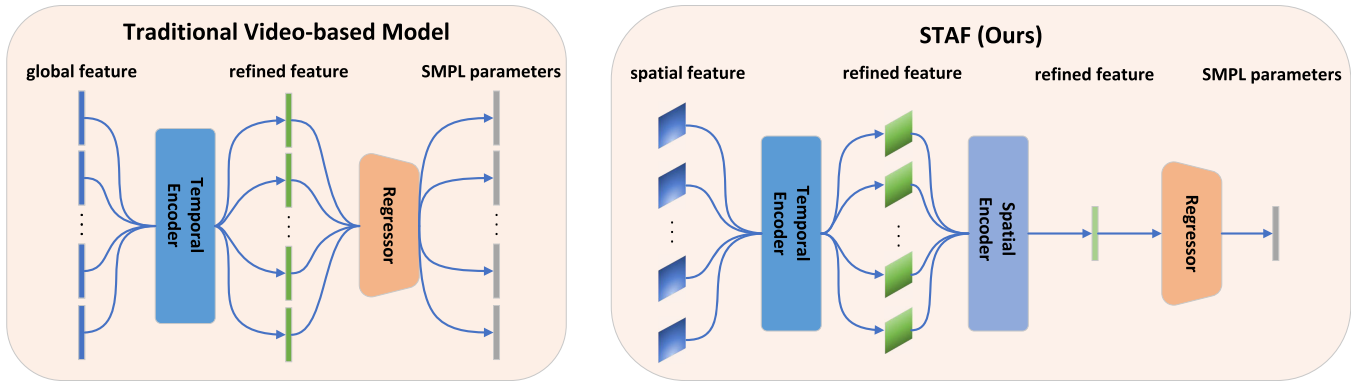 Traditional Video-based Model
global feature
refined feature
SMPL parameters
Temporal
Encoder
Regressor
STAF (Ours)
spatial feature
refined feature
refined feature
SMPL parameters
Temporal
Encoder
Spatial
Encoder
Regressor